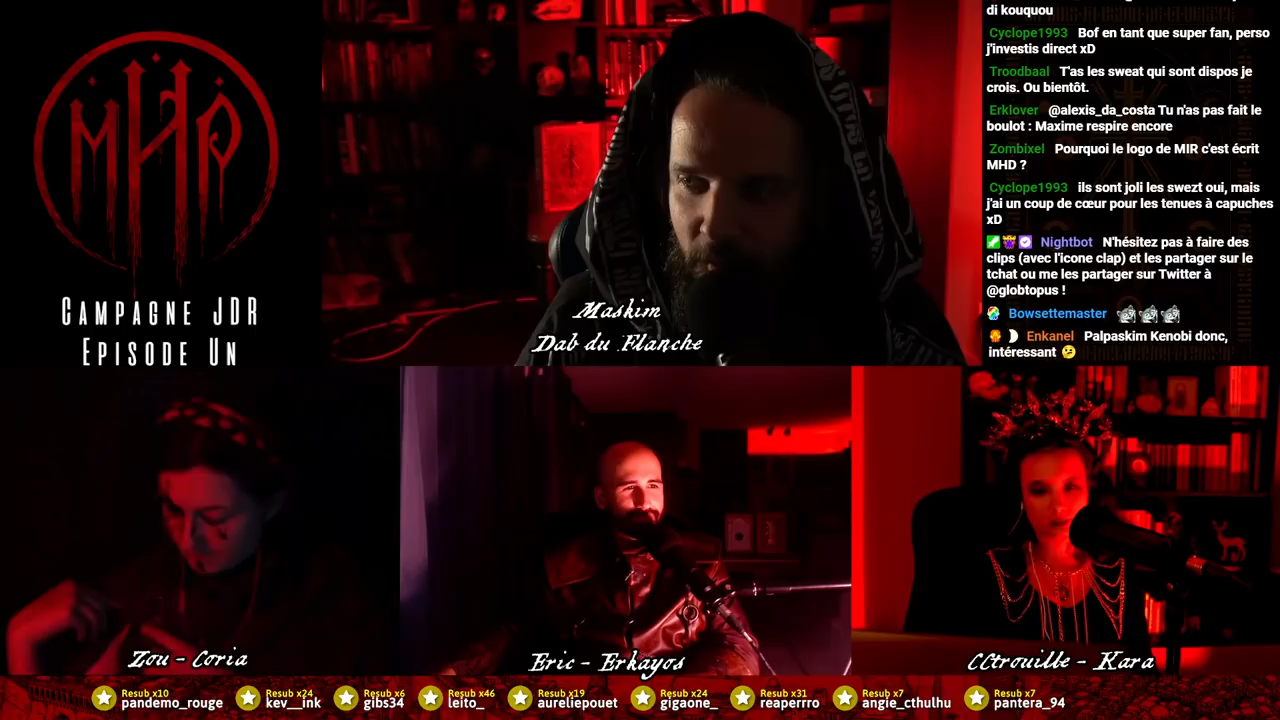 MHP
CAMPAGNE JDR
EPISODE UN
Maskim
Dab du Flanche
di kouquou
Cyclope1993 Bof en tant que super fan, perso
j'investis direct xD
Troodbaal T'as les sweat qui sont dispos je
crois. Ou bientôt.
Erklover @alexis_da_costa Tu n'as pas fait le
boulot : Maxime respire encore
Zombixel Pourquoi le logo de MIR c'est écrit
MHD ?
Cyclope1993 ils sont joli les swezt oui, mais
j'ai un coup de cœur pour les tenues à capuches
xD
Nightbot N'hésitez pas à faire des
clips (avec l'icone clap) et les partager sur le
tchat ou me les partager sur Twitter à
@globtopus !
Bowsettemaster
Enkanel Palpaskim Kenobi donc,
intéressant 🤔
Zou - Coria
Eric - Erkayos
CCtrouille - Kara
Resub x10
pandemo_rouge
Resub x24
kev__ink
Resub x6
gibs34
Resub x46
leito_
Resub x19
aureliepouet
Resub x24
gigaone_
Resub x31
reaperrro
Resub x7
angie_cthulhu
Resub x7
pantera_94